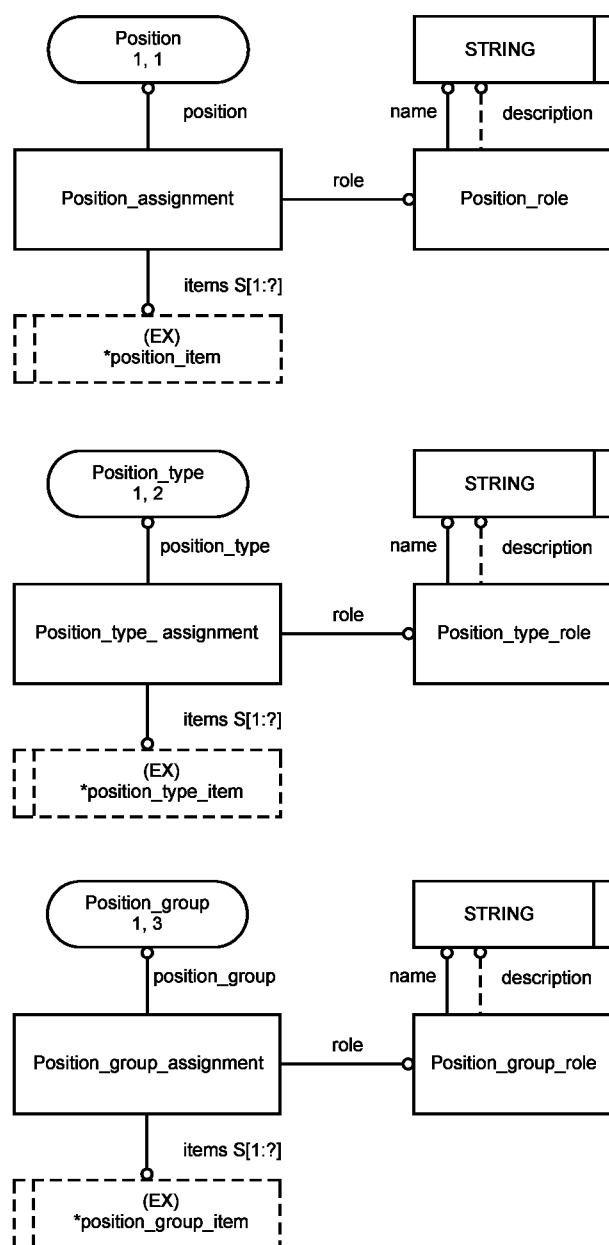 Position
1, 1
STRING
position
name
description
Position_assignment
role
Position_role
items S[1:?]
(EX)
*position_item
Position_type
1, 2
STRING
position_type
name
description
Position_type_ assignment
role
Position_type_role
items S[1:?]
(EX)
*position_type_item
Position_group
1, 3
STRING
position_group
name
description
Position_group_assignment
role
Position_group_role
items S[1:?]
(EX)
*position_group_item